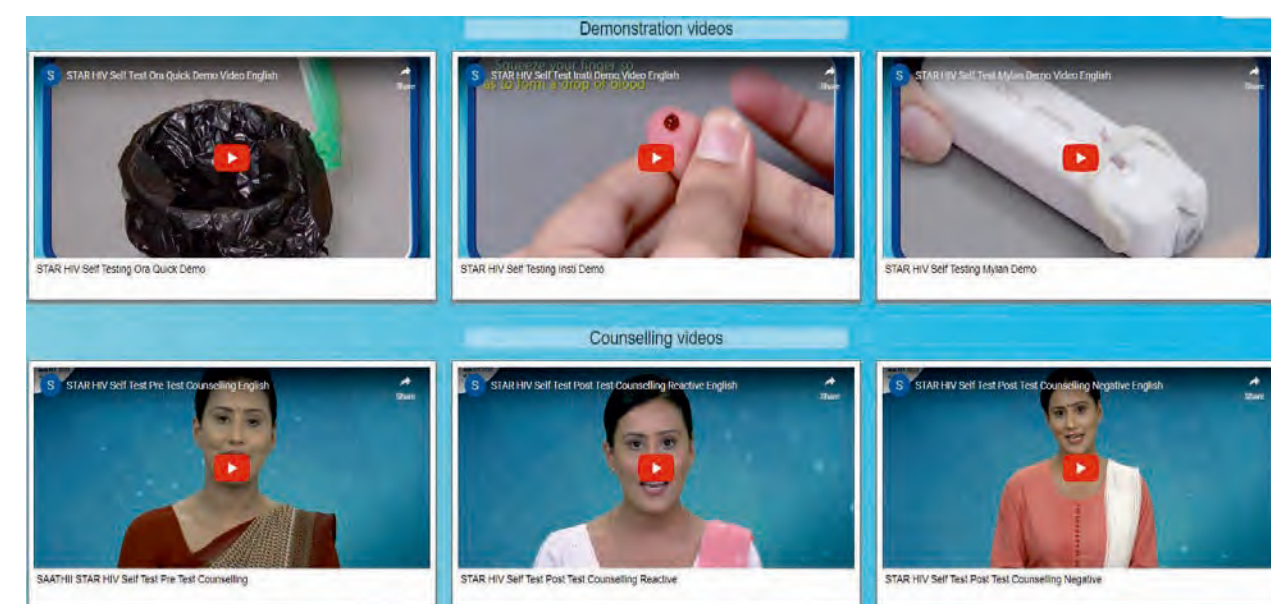 Demonstration videos
S STAR HIV Self Test Ora Quick Demo Video English
Share
Squeeze your finger so
as to form a drop of blood
S STAR HIV Self Test Insti Demo Video English
Share
S STAR HIV Self Test Mylan Demo Video English
Share
STAR HIV Self Testing Ora Quick Demo
STAR HIV Self Testing Insti Demo
STAR HIV Self Testing Mylan Demo
Counselling videos
S STAR HIV Self Test Pre Test Counselling English
Share
S STAR HIV Self Test Post Test Counselling Reactive English
Share
S STAR HIV Self Test Post Test Counselling Negative English
Share
SAATHII STAR HIV Self Test Pre Test Counselling
STAR HIV Self Test Post Test Counselling Reactive
STAR HIV Self Test Post Test Counselling Negative